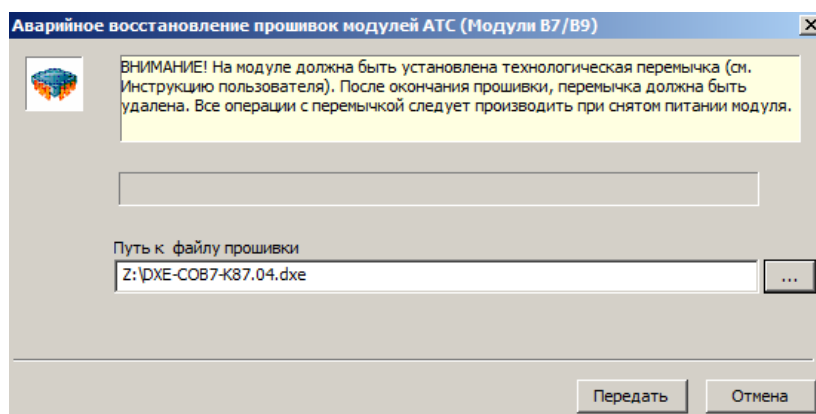 Аварийное восстановление прошивок модулей АТС (Модули В7/В9)
ВНИМАНИЕ! На модуле должна быть установлена технологическая перемычка (см.
Инструкцию пользователя). После окончания прошивки, перемычка должна быть
удалена. Все операции с перемычкой следует производить при снятом питании модуля.
Путь к файлу прошивки
Z:\DXE-COB7-K87.04.dxe
...
Передать
Отмена